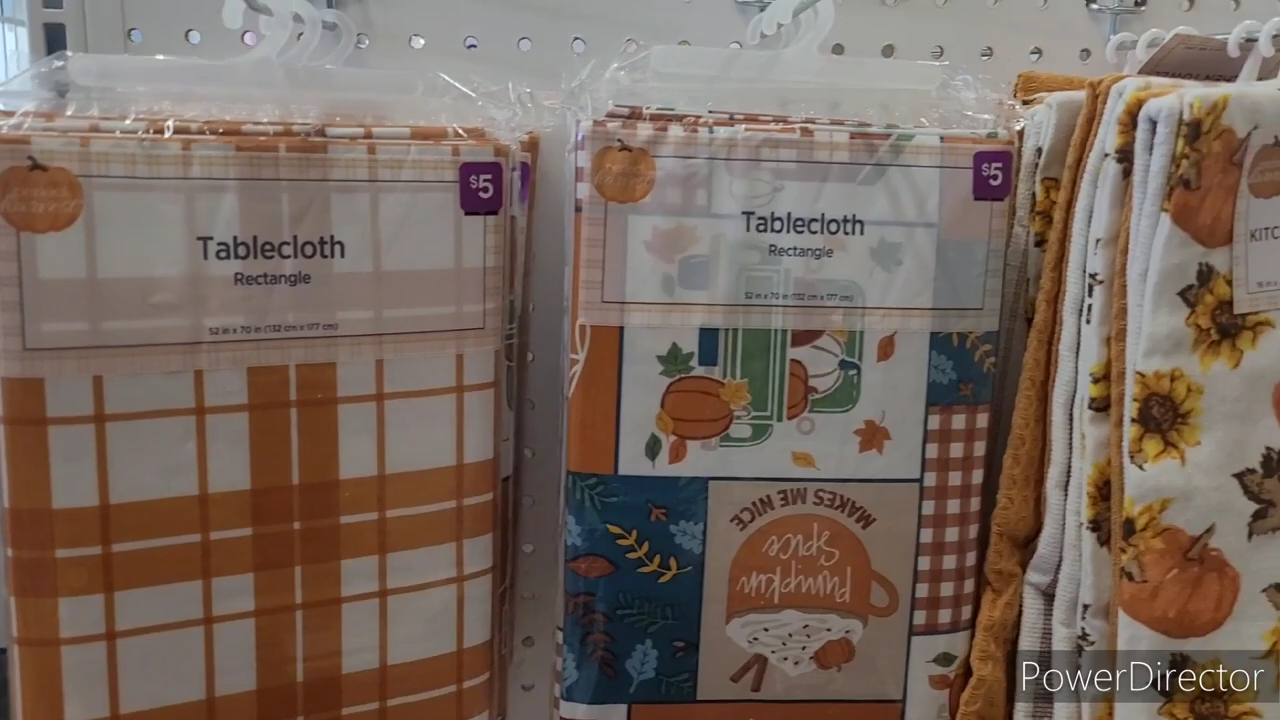 $5
Tablecloth
Rectangle
52 in x 70 in (132 cm x 177 cm)
$5
Tablecloth
Rectangle
52 in x 70 in (132 cm x 177 cm)
Pumpkin
Spice
MAKES ME NICE
KITC
PowerDirector